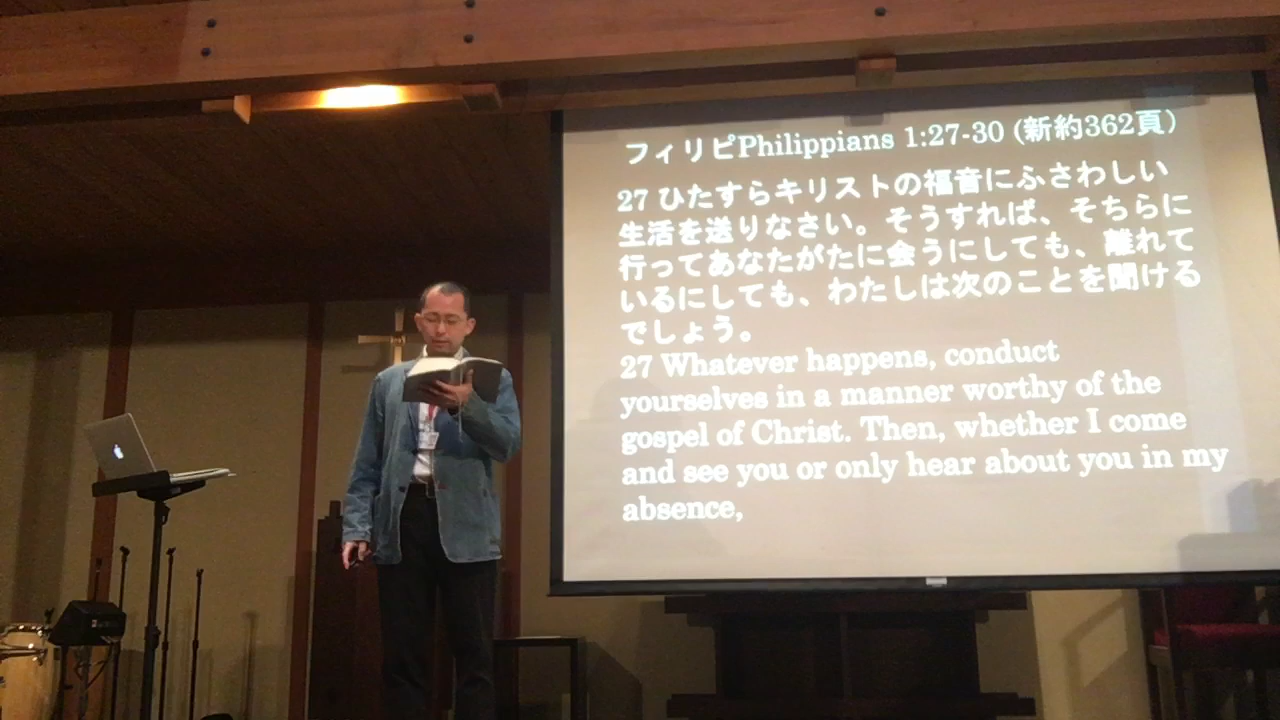 フィリピPhilippians 1:27-30 (新約362頁)
27 ひたすらキリストの福音にふさわしい
生活を送りなさい。そうすれば、そちらに
行ってあなたがたに会うにしても、離れて
いるにしても、わたしは次のことを聞ける
でしょう。
27 Whatever happens, conduct
yourselves in a manner worthy of the
gospel of Christ. Then, whether I come
and see you or only hear about you in my
absence,